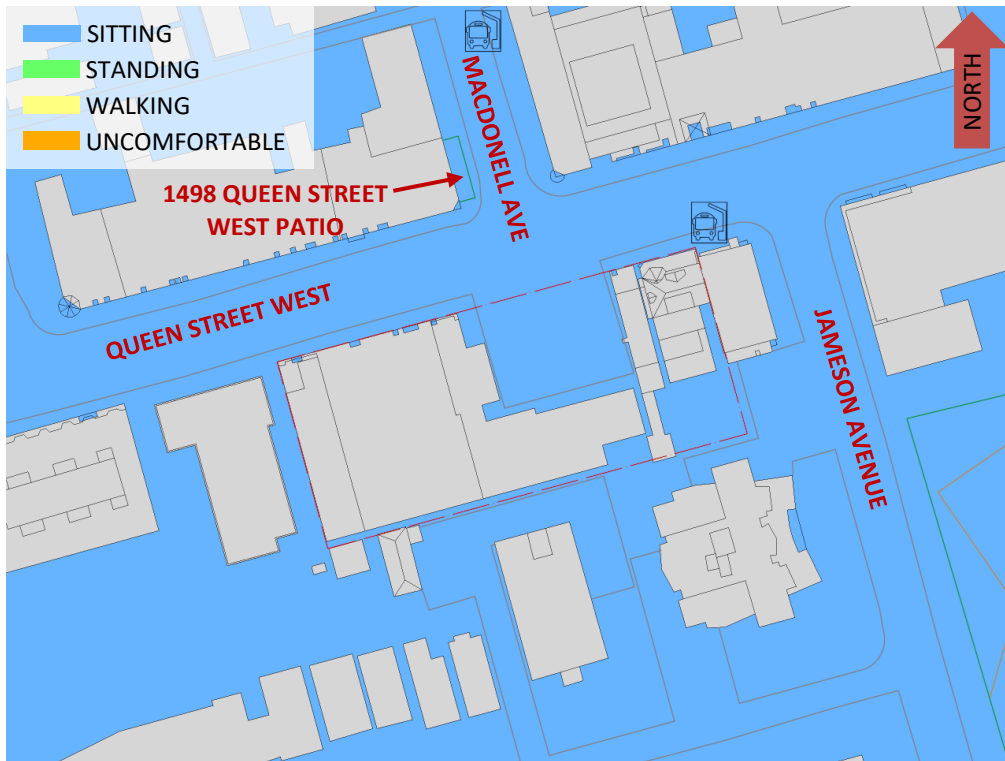 SITTING
STANDING
WALKING
UNCOMFORTABLE
NORTH
MACDONELL AVE
1498 QUEEN STREET
WEST PATIO
QUEEN STREET WEST
JAMESON AVENUE